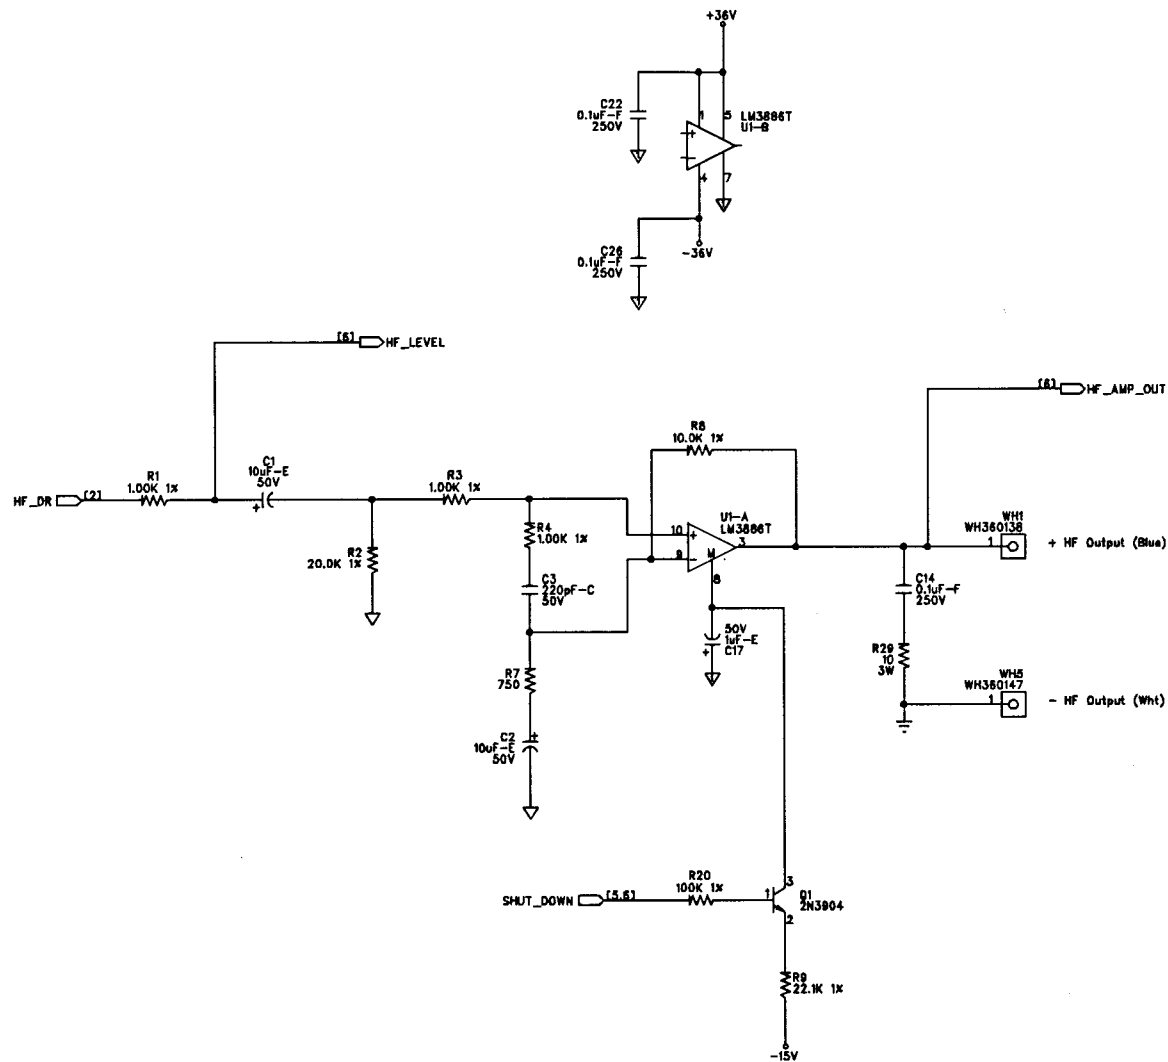 +36V
C22
0.1uF-F
250V
1
5
LM3886T
U1-B
+
−
4
7
C26
0.1uF-F
250V
-36V
[6]
HF_LEVEL
[6]
HF_AMP_OUT
R8
10.0K 1%
R1
1.00K 1%
C1
10uF-E
50V
+
R3
1.00K 1%
HF_DR
[2]
U1-A
LM3886T
10
+
3
9
−
M
8
R4
1.00K 1%
WH1
WH360138
1
+ HF Output (Blue)
R2
20.0K 1%
C3
220pF-C
50V
C14
0.1uF-F
250V
50V
1uF-E
C17
+
R7
750
R29
10
3W
WH5
WH360147
1
- HF Output (Wht)
C2
10uF-E
50V
+
SHUT_DOWN
[5,6]
R20
100K 1%
1
3
Q1
2N3904
2
R9
22.1K 1%
-15V